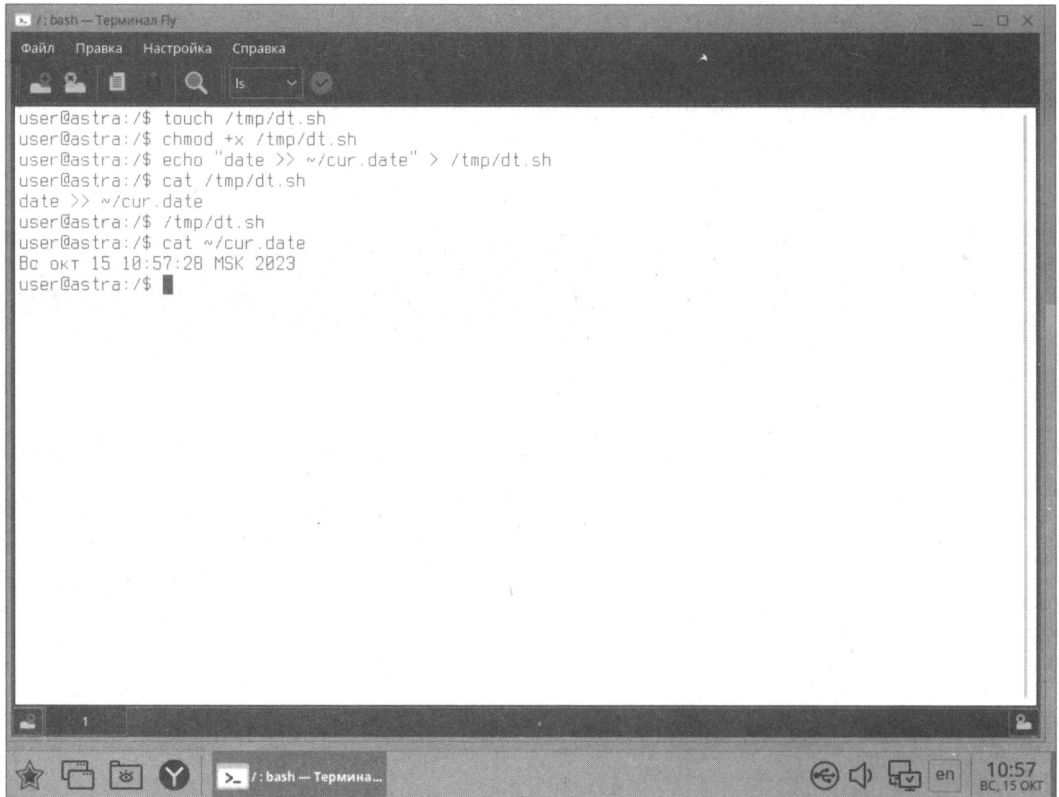 / : bash — Терминал Fly
Файл Правка Настройка Справка
ls
user@astra:/$ touch /tmp/dt.sh
user@astra:/$ chmod +x /tmp/dt.sh
user@astra:/$ echo "date >> ~/cur.date" > /tmp/dt.sh
user@astra:/$ cat /tmp/dt.sh
date >> ~/cur.date
user@astra:/$ /tmp/dt.sh
user@astra:/$ cat ~/cur.date
Вс окт 15 10:57:28 MSK 2023
user@astra:/$
1
/ : bash — Термина...
en
10:57
ВС, 15 ОКТ